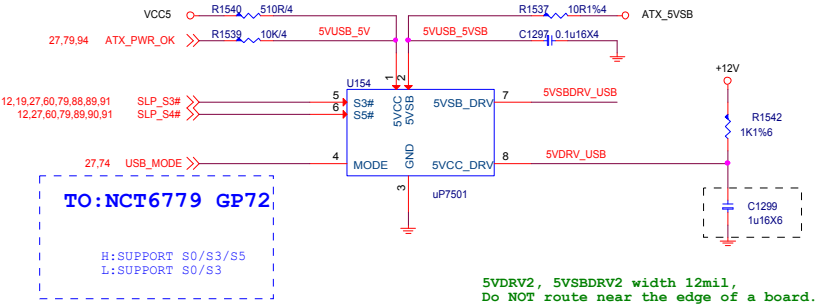 VCC5 R1540 510R/4 R1537 10R1%4 ATX_5VSB
27,79,94 ATX_PWR_OK R1539 10K/4 5VUSB_5V 5VUSB_5VSB C1297 0.1u16X4
+12V
U154 1 2
12,19,27,60,79,88,89,91 SLP_S3# 5 S3# 5VCC 5VSB 5VSB_DRV 7 5VSBDRV_USB
12,27,60,79,89,90,91 SLP_S4# 6 S5#
R1542
1K1%6
27,74 USB_MODE 4 MODE GND 5VCC_DRV 8 5VDRV_USB
3 uP7501
TO:NCT6779 GP72
C1299
1u16X6
H:SUPPORT S0/S3/S5
L:SUPPORT S0/S3
5VDRV2, 5VSBDRV2 width 12mil,
Do NOT route near the edge of a board.